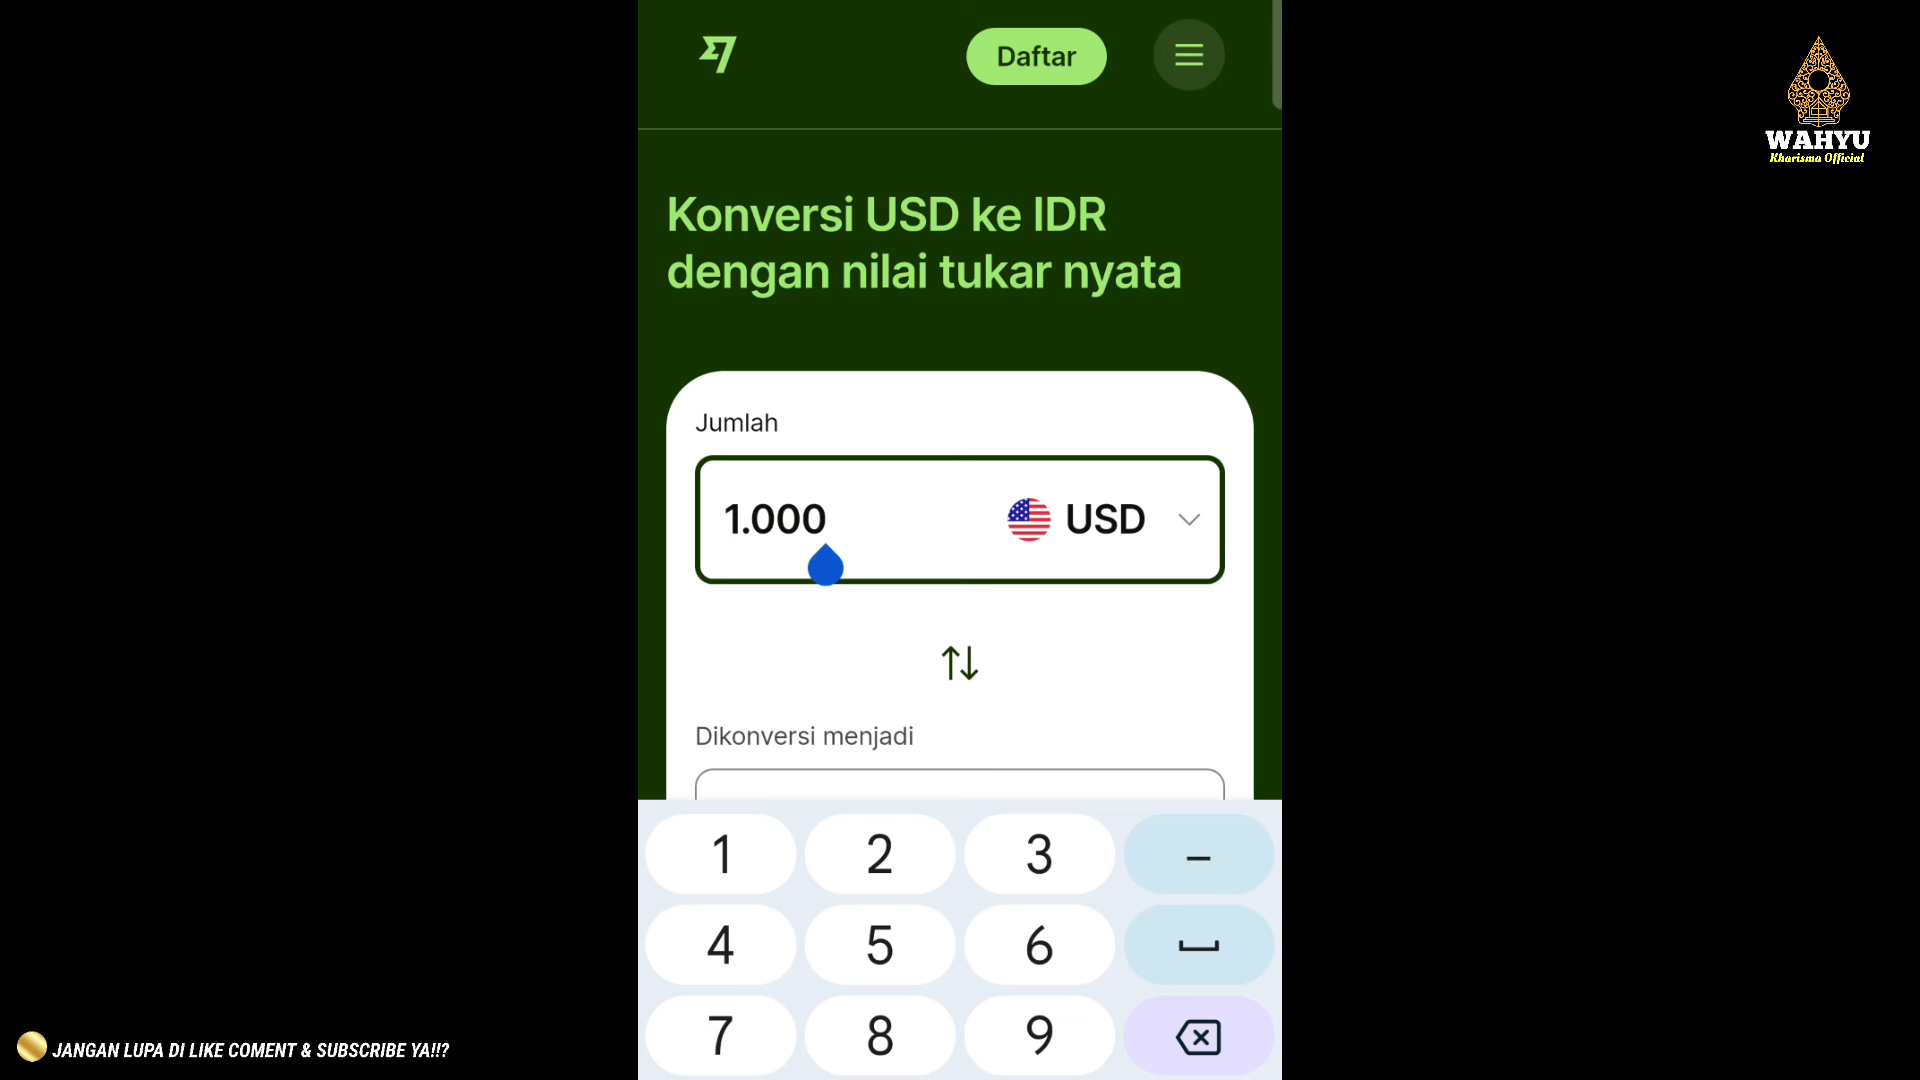 Daftar
WAHYU
Kharisma Official
Konversi USD ke IDR
dengan nilai tukar nyata
Jumlah
1.000
USD
Dikonversi menjadi
1 2 3 –
4 5 6
7 8 9
JANGAN LUPA DI LIKE COMENT & SUBSCRIBE YA!!?